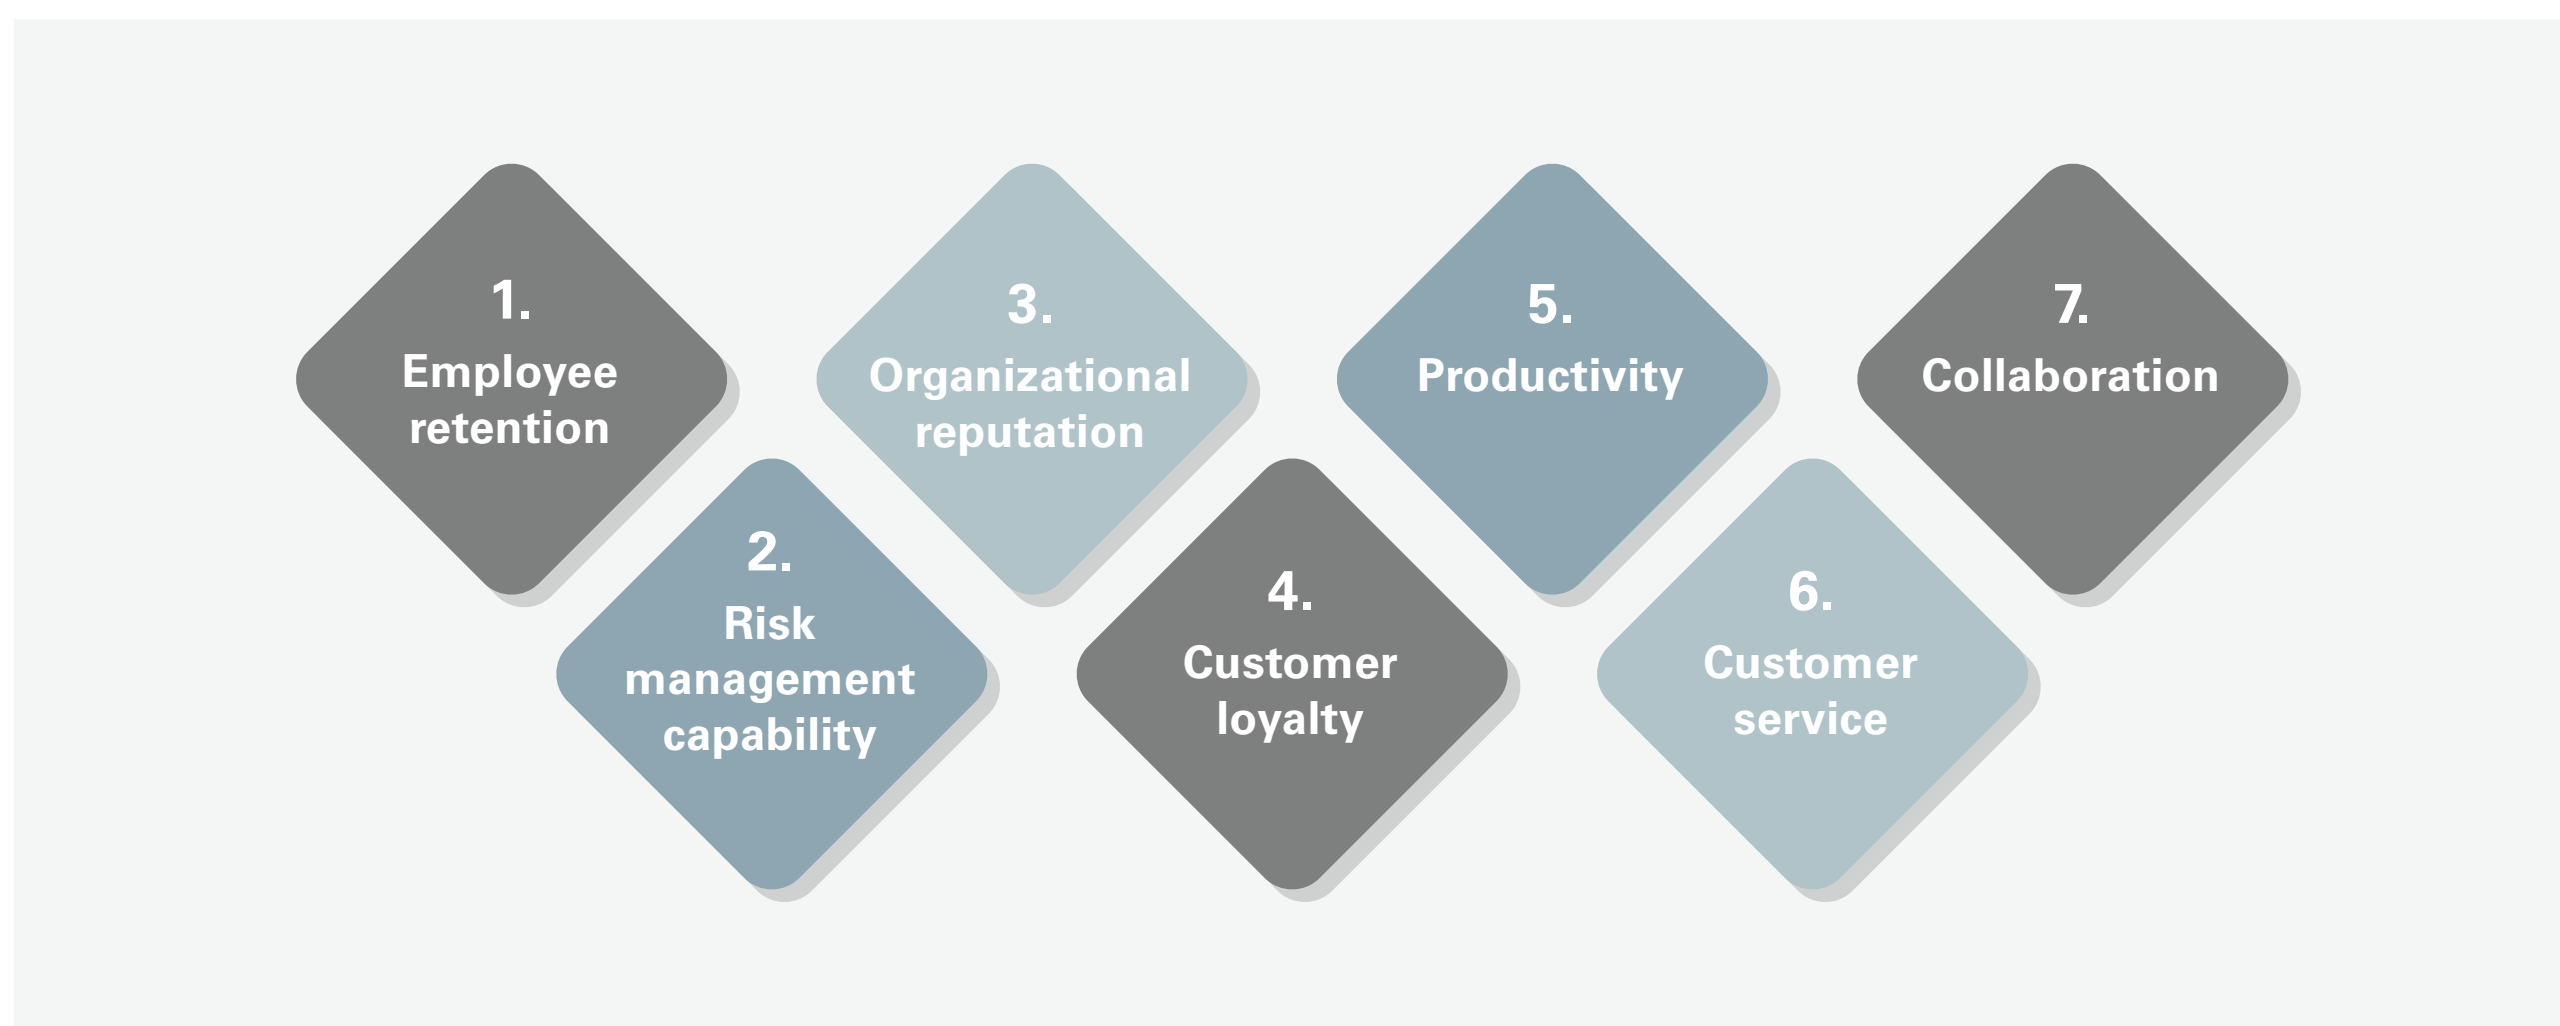 1.
Employee
retention
2.
Risk
management
capability
3.
Organizational
reputation
4.
Customer
loyalty
5.
Productivity
6.
Customer
service
7.
Collaboration